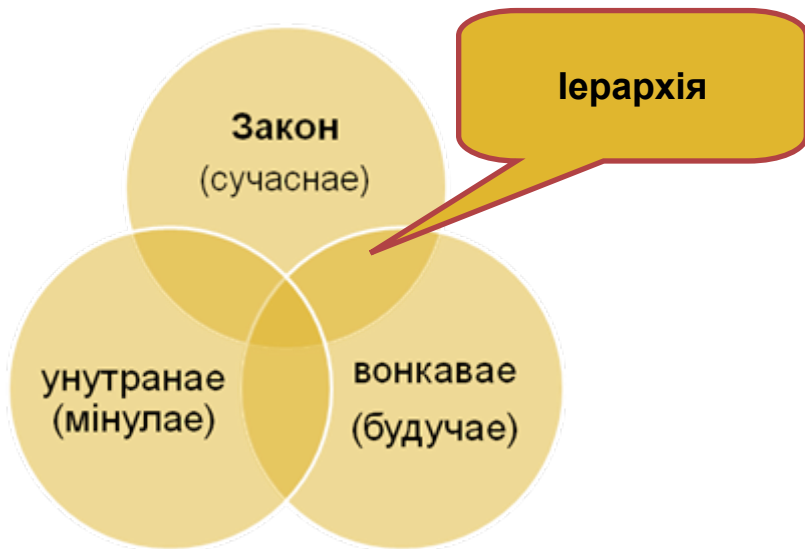 Іерархія
Закон
(сучаснае)
унутранае
(мінулае)
вонкавае
(будучае)